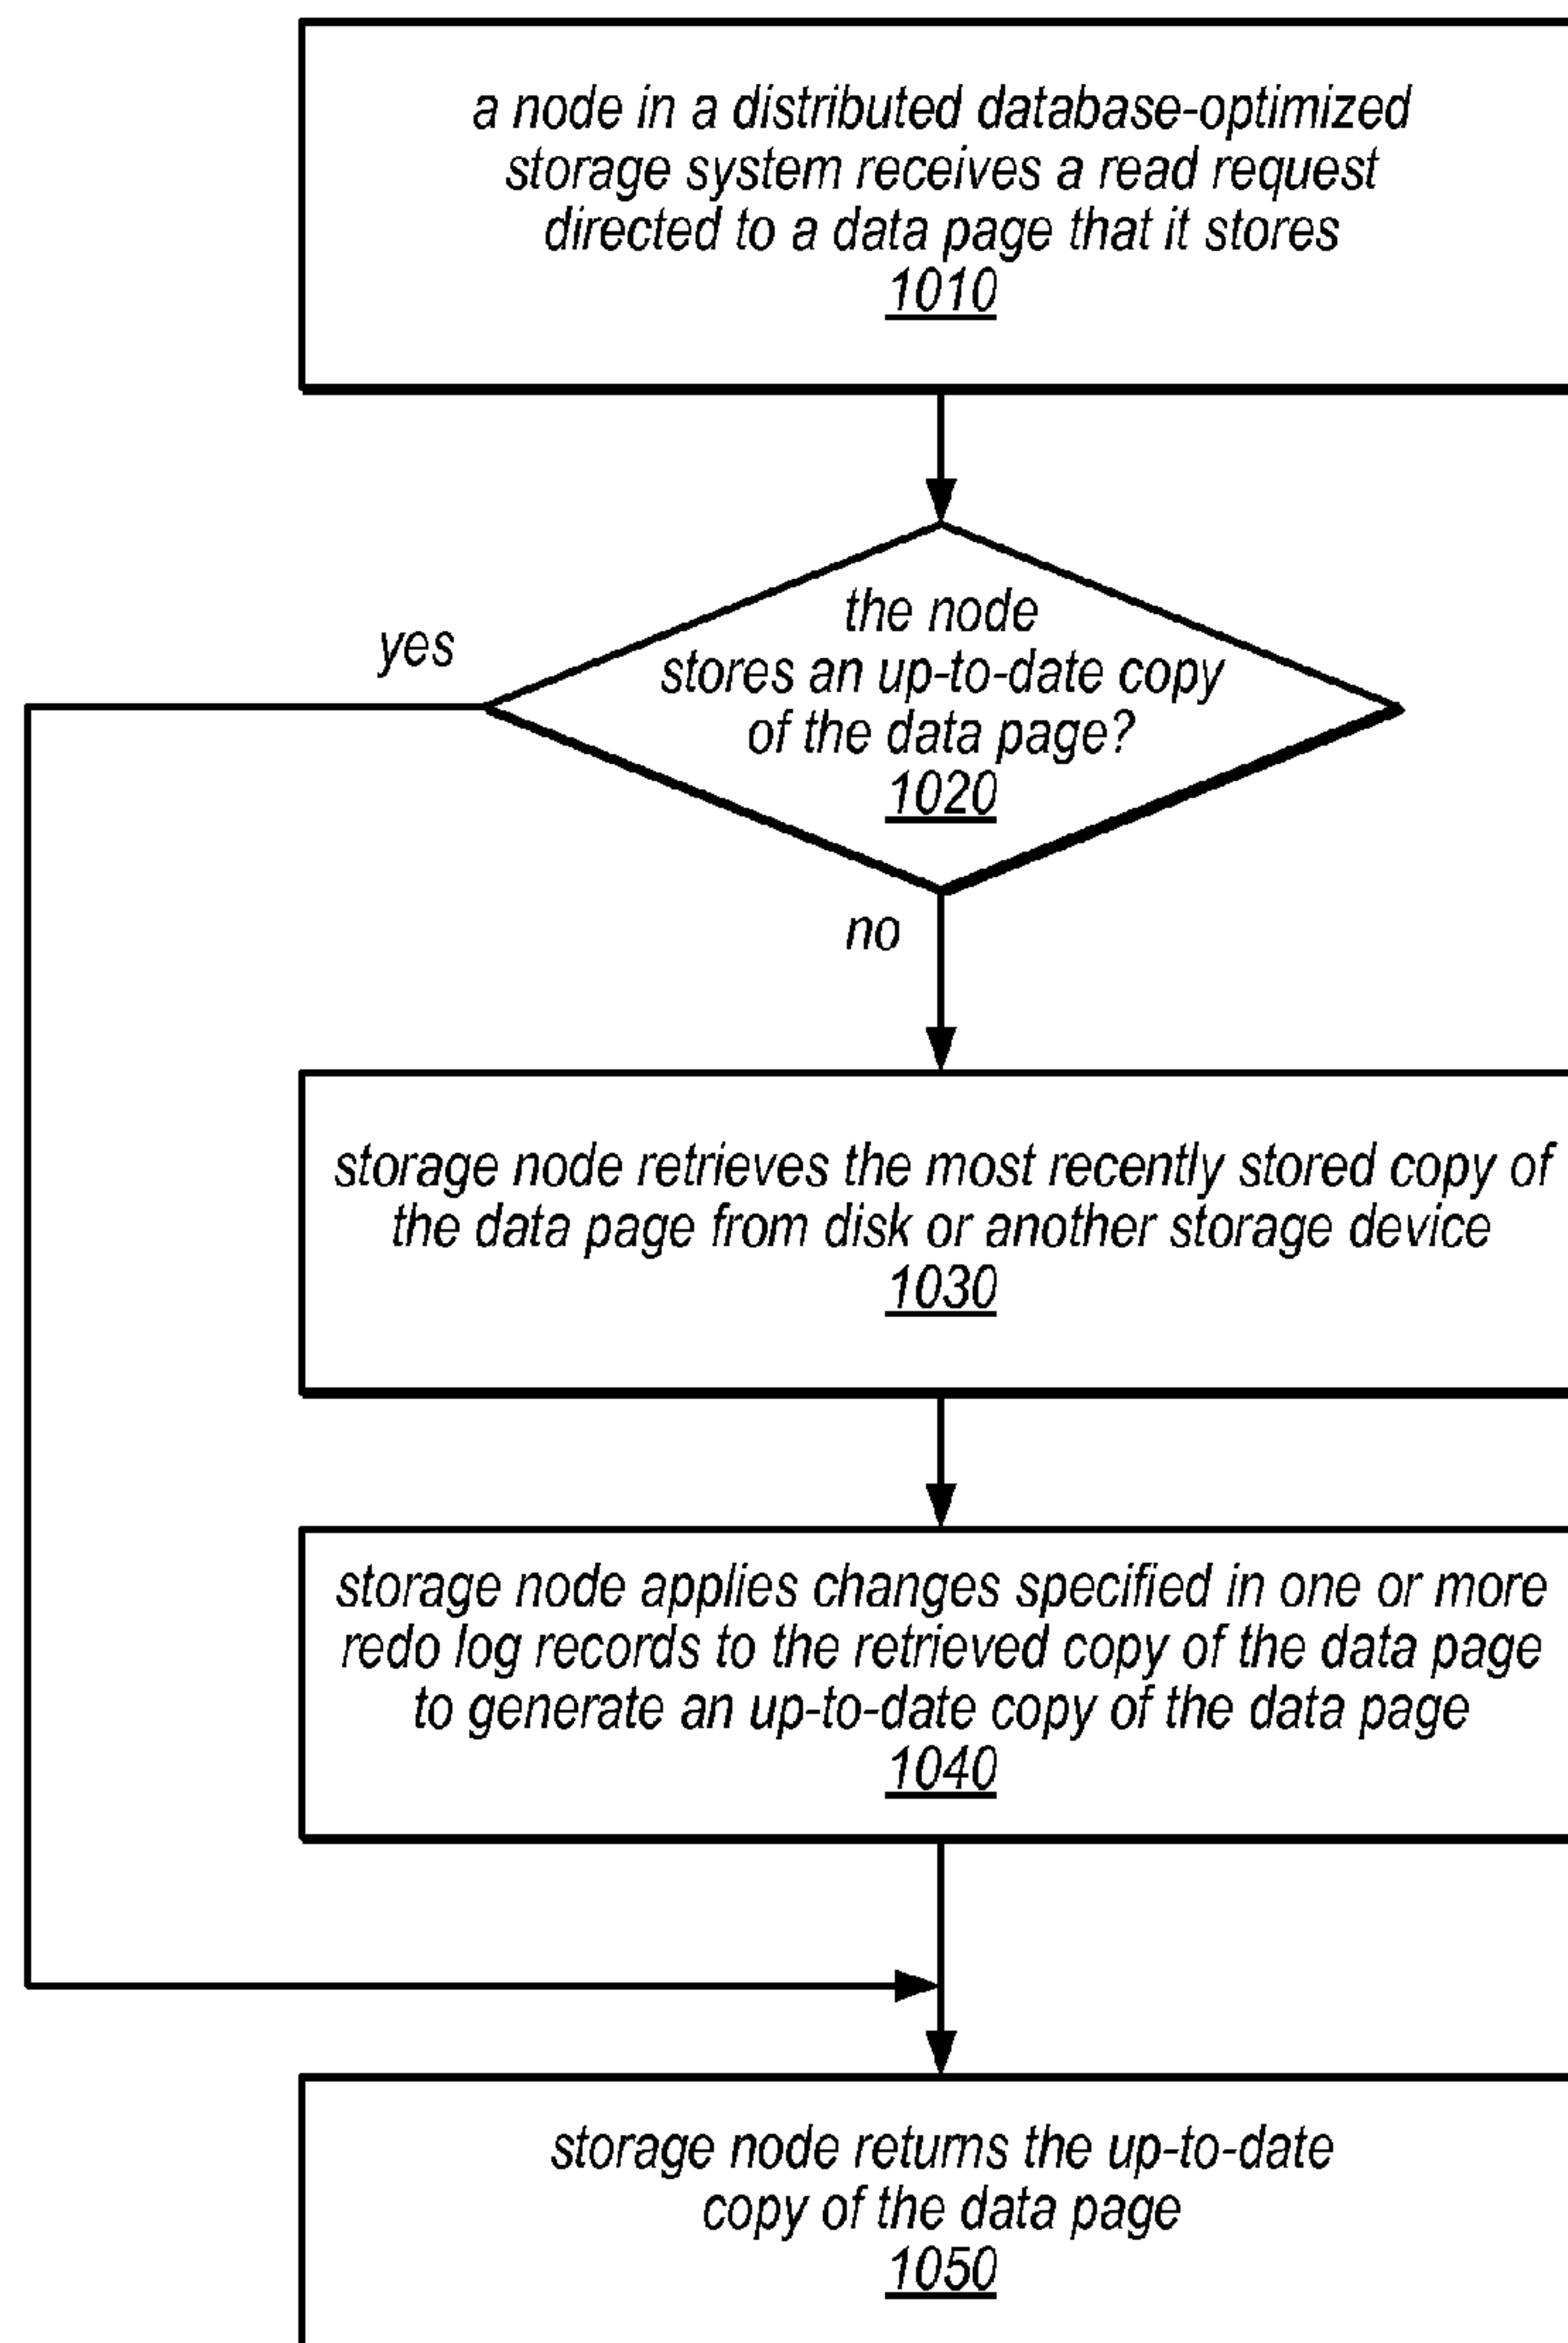 a node in a distributed database-optimized
storage system receives a read request
directed to a data page that it stores
1010
the node
stores an up-to-date copy
of the data page?
1020
yes
no
storage node retrieves the most recently stored copy of
the data page from disk or another storage device
1030
storage node applies changes specified in one or more
redo log records to the retrieved copy of the data page
to generate an up-to-date copy of the data page
1040
storage node returns the up-to-date
copy of the data page
1050